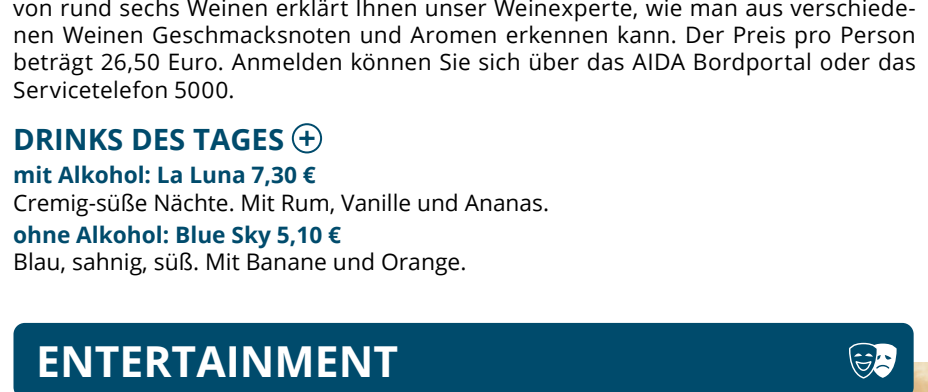 von rund sechs Weinen erklärt Ihnen unser Weinexperte, wie man aus verschiede-
nen Weinen Geschmacksnoten und Aromen erkennen kann. Der Preis pro Person
beträgt 26,50 Euro. Anmelden können Sie sich über das AIDA Bordportal oder das
Servicetelefon 5000.
DRINKS DES TAGES
mit Alkohol: La Luna 7,30 €
Cremig-süße Nächte. Mit Rum, Vanille und Ananas.
ohne Alkohol: Blue Sky 5,10 €
Blau, sahnig, süß. Mit Banane und Orange.
ENTERTAINMENT